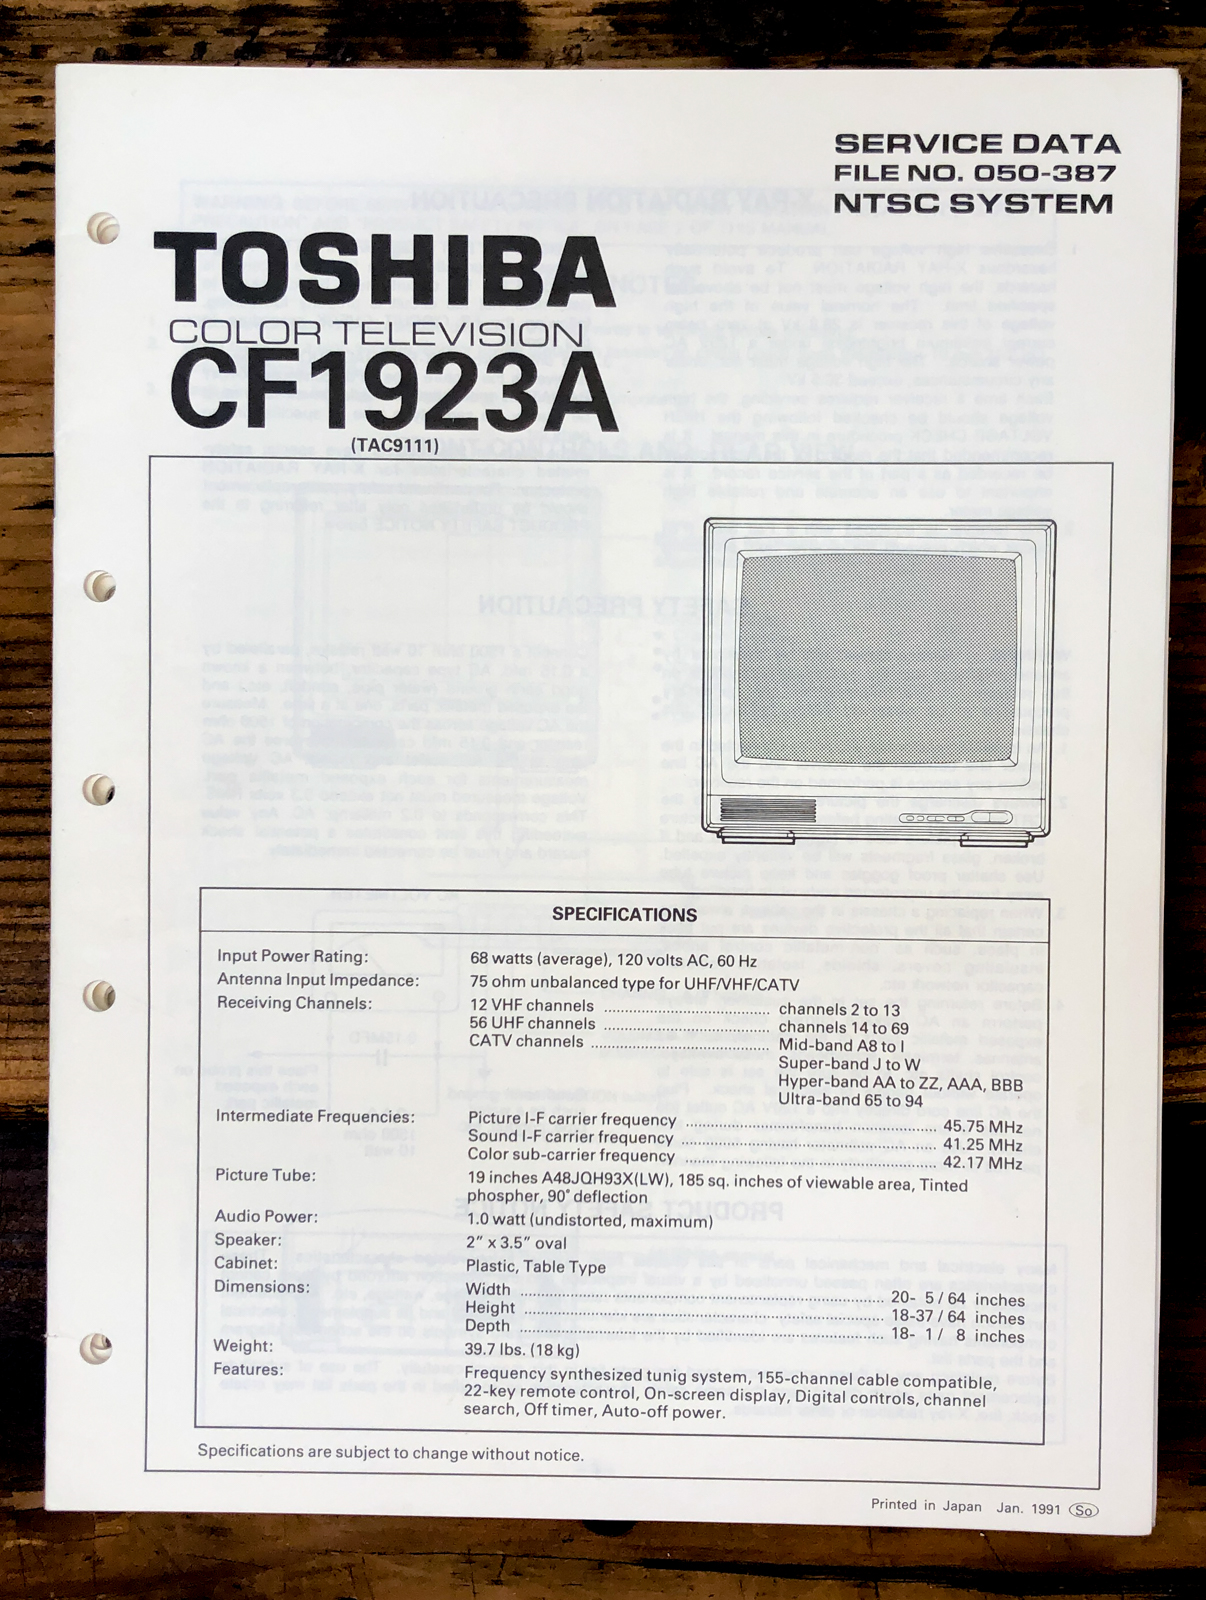 SERVICE DATA
FILE NO. 050-387
NTSC SYSTEM
TOSHIBA
COLOR TELEVISION
CF1923A
(TAC9111)
SPECIFICATIONS
Input Power Rating: 68 watts (average), 120 volts AC, 60 Hz
Antenna Input Impedance: 75 ohm unbalanced type for UHF/VHF/CATV
Receiving Channels: 12 VHF channels ........ channels 2 to 13
56 UHF channels ........ channels 14 to 69
CATV channels ........ Mid-band A8 to I
Super-band J to W
Hyper-band AA to ZZ, AAA, BBB
Ultra-band 65 to 94
Intermediate Frequencies: Picture I-F carrier frequency ........ 45.75 MHz
Sound I-F carrier frequency ........ 41.25 MHz
Color sub-carrier frequency ........ 42.17 MHz
Picture Tube: 19 inches A48JQH93X(LW), 185 sq. inches of viewable area, Tinted
phospher, 90° deflection
Audio Power: 1.0 watt (undistorted, maximum)
Speaker: 2" x 3.5" oval
Cabinet: Plastic, Table Type
Dimensions: Width ........ 20- 5/64 inches
Height ........ 18-37/64 inches
Depth ........ 18- 1/ 8 inches
Weight: 39.7 lbs. (18 kg)
Features: Frequency synthesized tunig system, 155-channel cable compatible,
22-key remote control, On-screen display, Digital controls, channel
search, Off timer, Auto-off power.
Specifications are subject to change without notice.
Printed in Japan Jan. 1991 So